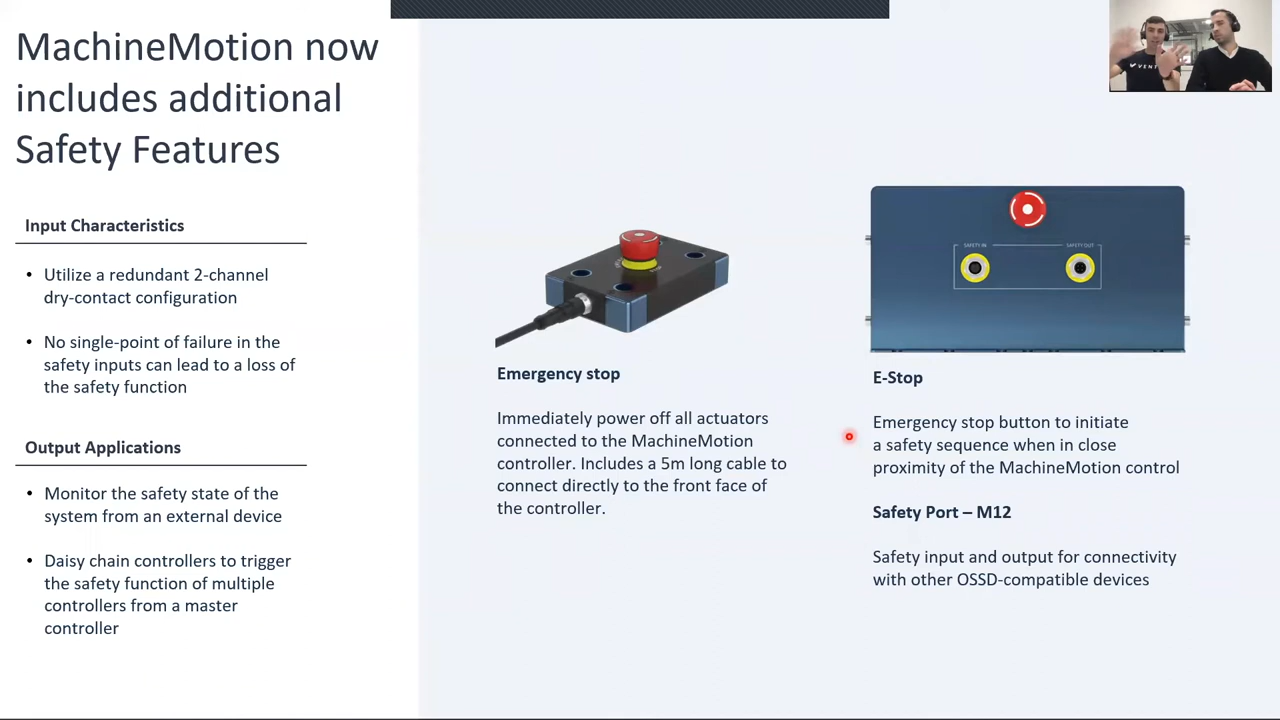 MachineMotion now
includes additional
Safety Features
Input Characteristics
• Utilize a redundant 2-channel
dry-contact configuration
• No single-point of failure in the
safety inputs can lead to a loss of
the safety function
Output Applications
• Monitor the safety state of the
system from an external device
• Daisy chain controllers to trigger
the safety function of multiple
controllers from a master
controller
Emergency stop
Immediately power off all actuators
connected to the MachineMotion
controller. Includes a 5m long cable to
connect directly to the front face of
the controller.
SAFETY IN
SAFETY OUT
E-Stop
Emergency stop button to initiate
a safety sequence when in close
proximity of the MachineMotion control
Safety Port – M12
Safety input and output for connectivity
with other OSSD-compatible devices